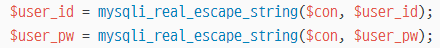 $user_id = mysqli_real_escape_string($con, $user_id);
$user_pw = mysqli_real_escape_string($con, $user_pw);